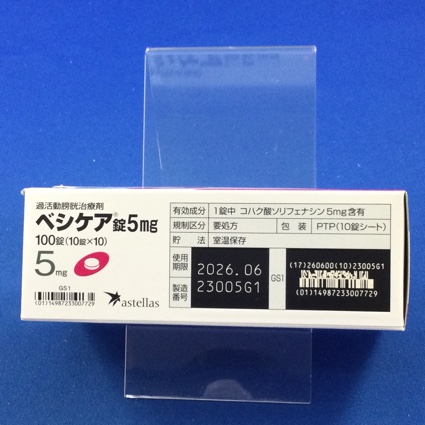 過活動膀胱治療剤
ベシケア®錠5mg
100錠(10錠×10)
5mg
GS1
(01)14987233007729
astellas
有効成分 1錠中 コハク酸ソリフェナシン5mg含有
規制区分 要処方 包装 PTP(10錠シート)
貯法 室温保存
使用期限 2026.06
製造番号 23005G1
GS1
(17)260600(10)23005G1
(01)14987233007729